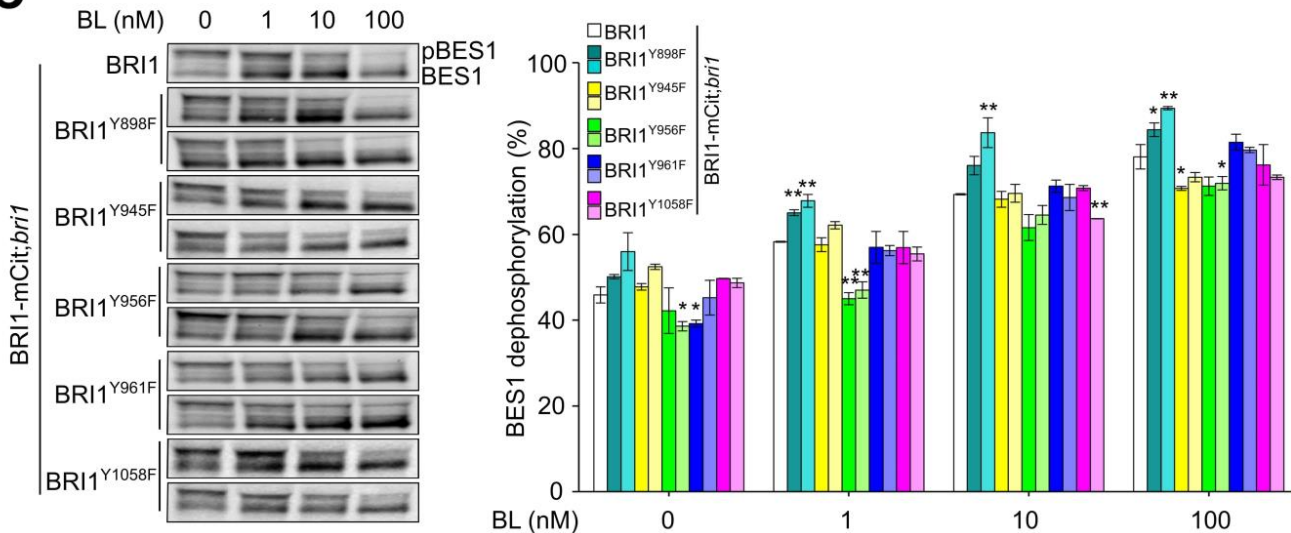 BL (nM) 0 1 10 100
BRI1
pBES1
BES1
BRI1Y898F
BRI1Y945F
BRI1Y956F
BRI1Y961F
BRI1Y1058F
BRI1-mCit;bri1
BES1 dephosphorylation (%)
100
80
60
40
20
0
BRI1
BRI1Y898F
BRI1Y945F
BRI1Y956F
BRI1Y961F
BRI1Y1058F
BRI1-mCit;bri1
* *
** **
** **
**
**
* **
*
*
BL (nM) 0 1 10 100